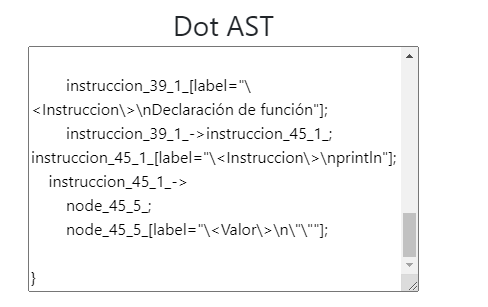 Dot AST
instruccion_39_1_[label="\
<Instruccion\>\nDeclaración de función"];
instruccion_39_1_->instruccion_45_1_;
instruccion_45_1_[label="\<Instruccion\>\nprintln"];
instruccion_45_1_->
node_45_5_;
node_45_5_[label="\<Valor\>\n\"\""];
}